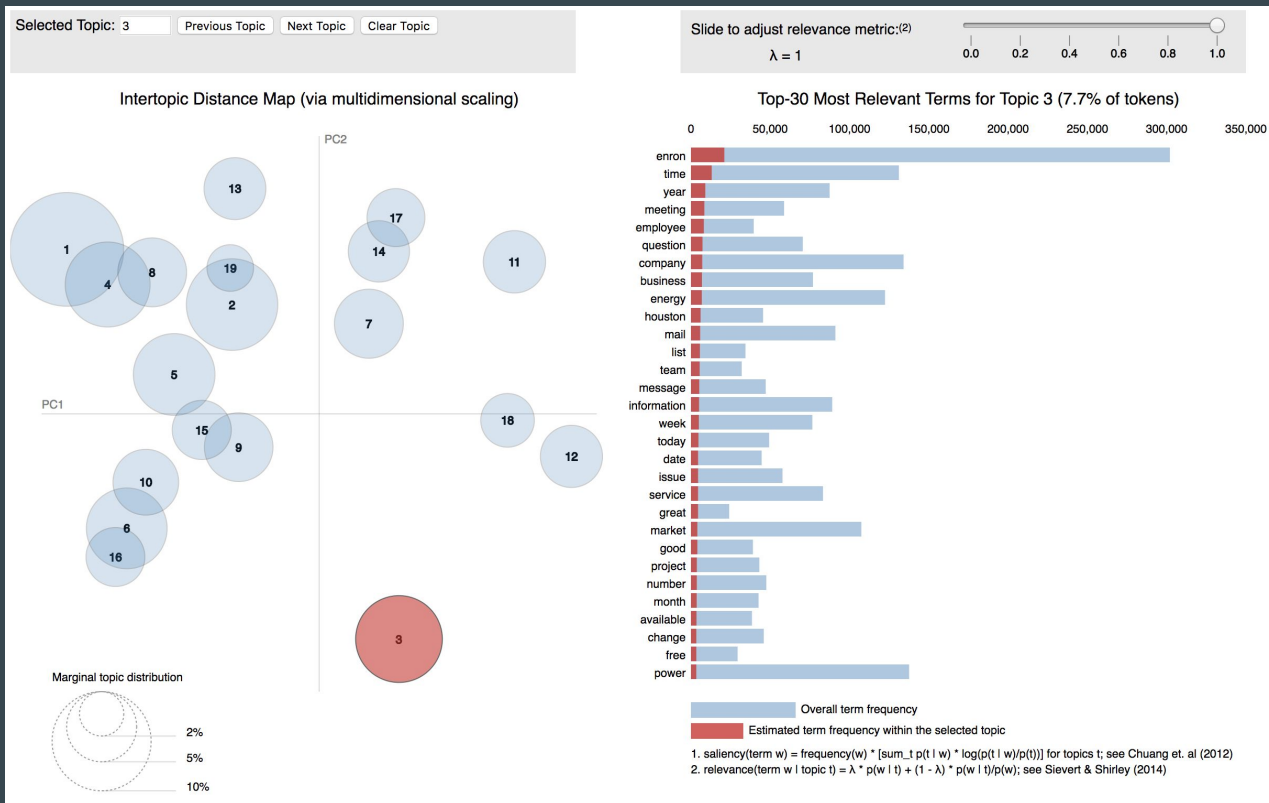 Selected Topic: 3 Previous Topic Next Topic Clear Topic
Slide to adjust relevance metric:(2)
λ = 1
0.0 0.2 0.4 0.6 0.8 1.0
Intertopic Distance Map (via multidimensional scaling)
PC2
PC1
13
17
1
14
11
8
19
4
2
7
5
18
15
9
12
10
6
16
3
Marginal topic distribution
2%
5%
10%
Top-30 Most Relevant Terms for Topic 3 (7.7% of tokens)
0 50,000 100,000 150,000 200,000 250,000 300,000 350,000
enron
time
year
meeting
employee
question
company
business
energy
houston
mail
list
team
message
information
week
today
date
issue
service
great
market
good
project
number
month
available
change
free
power
Overall term frequency
Estimated term frequency within the selected topic
1. saliency(term w) = frequency(w) * [sum_t p(t | w) * log(p(t | w)/p(t))] for topics t; see Chuang et. al (2012)
2. relevance(term w | topic t) = λ * p(w | t) + (1 - λ) * p(w | t)/p(w); see Sievert & Shirley (2014)